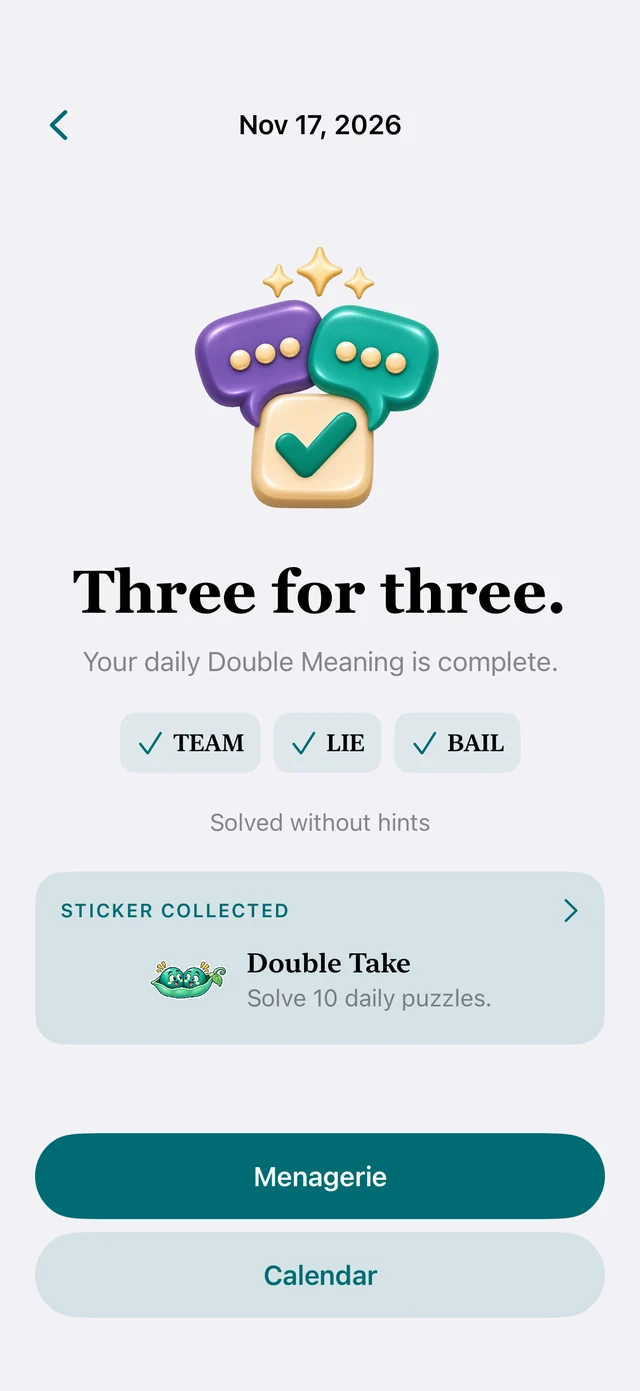 Nov 17, 2026
Three for three.
Your daily Double Meaning is complete.
TEAM
LIE
BAIL
Solved without hints
STICKER COLLECTED
Double Take
Solve 10 daily puzzles.
Menagerie
Calendar